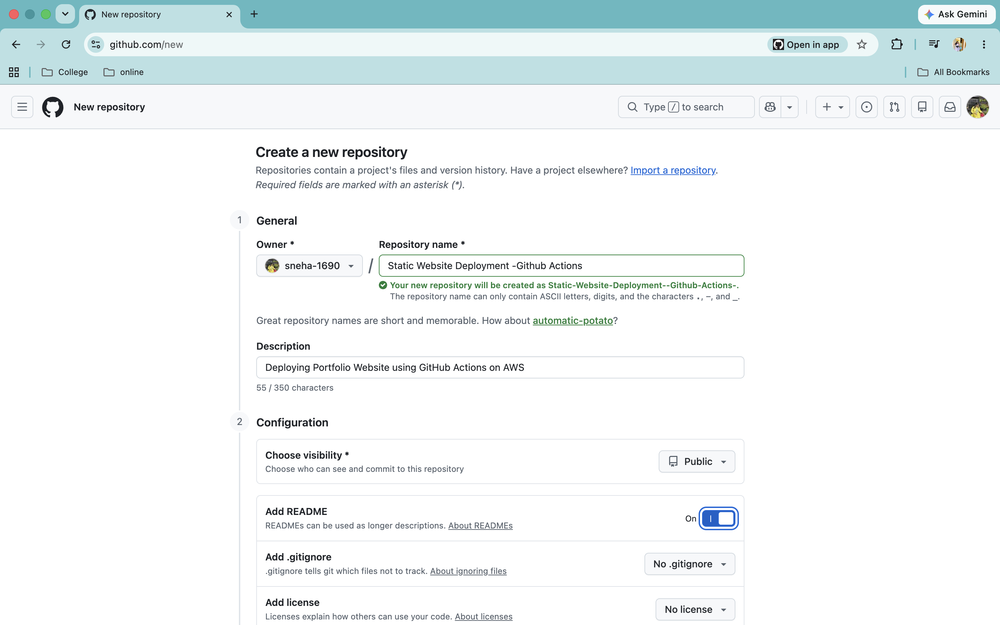 New repository
Ask Gemini
github.com/new
Open in app
College
online
All Bookmarks
New repository
Type / to search
Create a new repository
Repositories contain a project's files and version history. Have a project elsewhere? Import a repository.
Required fields are marked with an asterisk (*).
1
General
Owner *
Repository name *
sneha-1690
/
Static Website Deployment -Github Actions
Your new repository will be created as Static-Website-Deployment--Github-Actions-.
The repository name can only contain ASCII letters, digits, and the characters ., -, and _.
Great repository names are short and memorable. How about automatic-potato?
Description
Deploying Portfolio Website using GitHub Actions on AWS
55 / 350 characters
2
Configuration
Choose visibility *
Public
Choose who can see and commit to this repository
Add README
On
READMEs can be used as longer descriptions. About READMEs
Add .gitignore
No .gitignore
.gitignore tells git which files not to track. About ignoring files
Add license
No license
Licenses explain how others can use your code. About licenses